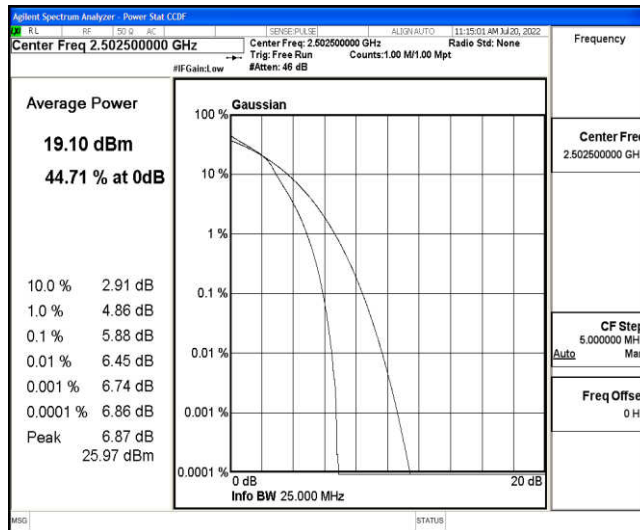 Agilent Spectrum Analyzer - Power Stat CCDF
RL RF 50 Ω AC SENSE:PULSE ALIGN AUTO 11:15:01 AM Jul 20, 2022
Center Freq 2.502500000 GHz
Center Freq: 2.502500000 GHz Radio Std: None
Trig: Free Run Counts:1.00 M/1.00 Mpt
#IFGain:Low #Atten: 46 dB
Frequency
Average Power
19.10 dBm
44.71 % at 0dB
10.0 % 2.91 dB
1.0 % 4.86 dB
0.1 % 5.88 dB
0.01 % 6.45 dB
0.001 % 6.74 dB
0.0001 % 6.86 dB
Peak 6.87 dB
25.97 dBm
Gaussian
100 %
10 %
1 %
0.1 %
0.01 %
0.001 %
0.0001 %
0 dB 20 dB
Info BW 25.000 MHz
Center Fre
2.502500000 GH
CF Step
5.000000 MH
Auto Ma
Freq Offse
0 H
MSG STATUS